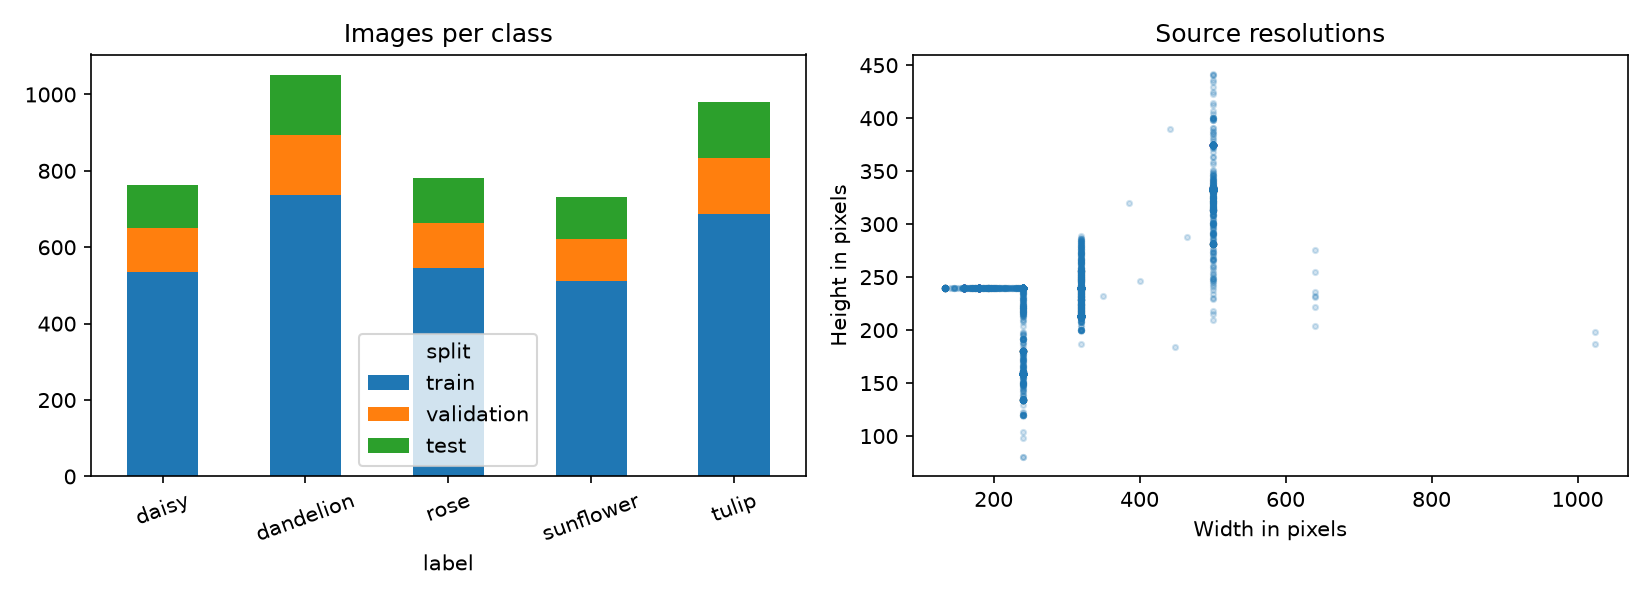 Images per class
1000
800
600
400
200
0
split
train
validation
test
daisy
dandelion
rose
sunflower
tulip
label
Source resolutions
Height in pixels
450
400
350
300
250
200
150
100
200
400
600
800
1000
Width in pixels